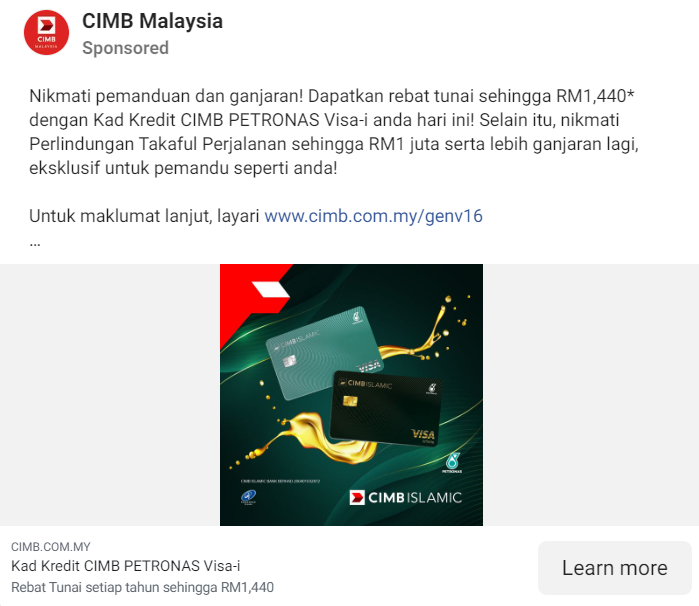 CIMB Malaysia
Sponsored
CIMB
MALAYSIA
Nikmati pemanduan dan ganjaran! Dapatkan rebat tunai sehingga RM1,440*
dengan Kad Kredit CIMB PETRONAS Visa-i anda hari ini! Selain itu, nikmati
Perlindungan Takaful Perjalanan sehingga RM1 juta serta lebih ganjaran lagi,
eksklusif untuk pemandu seperti anda!
Untuk maklumat lanjut, layari www.cimb.com.my/genv16
...
CIMB ISLAMIC
VISA
CIMB ISLAMIC
VISA
PETRONAS
CIMB ISLAMIC
CIMB.COM.MY
Kad Kredit CIMB PETRONAS Visa-i
Rebat Tunai setiap tahun sehingga RM1,440
Learn more